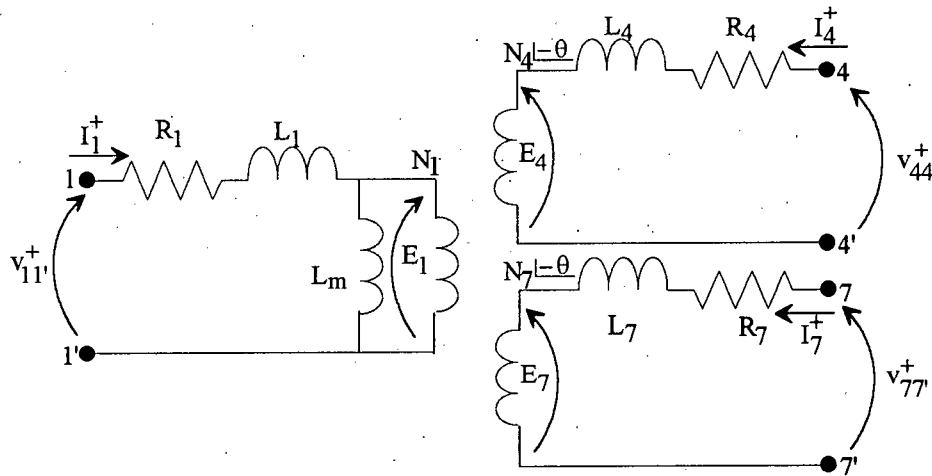 L4
R4
I4+
N4 |-θ
4
I1+
R1
L1
N1
E4
v44+
1
v11'+
Lm
E1
4'
N7 |-θ
7
L7
R7
I7+
1'
E7
v77'+
7'